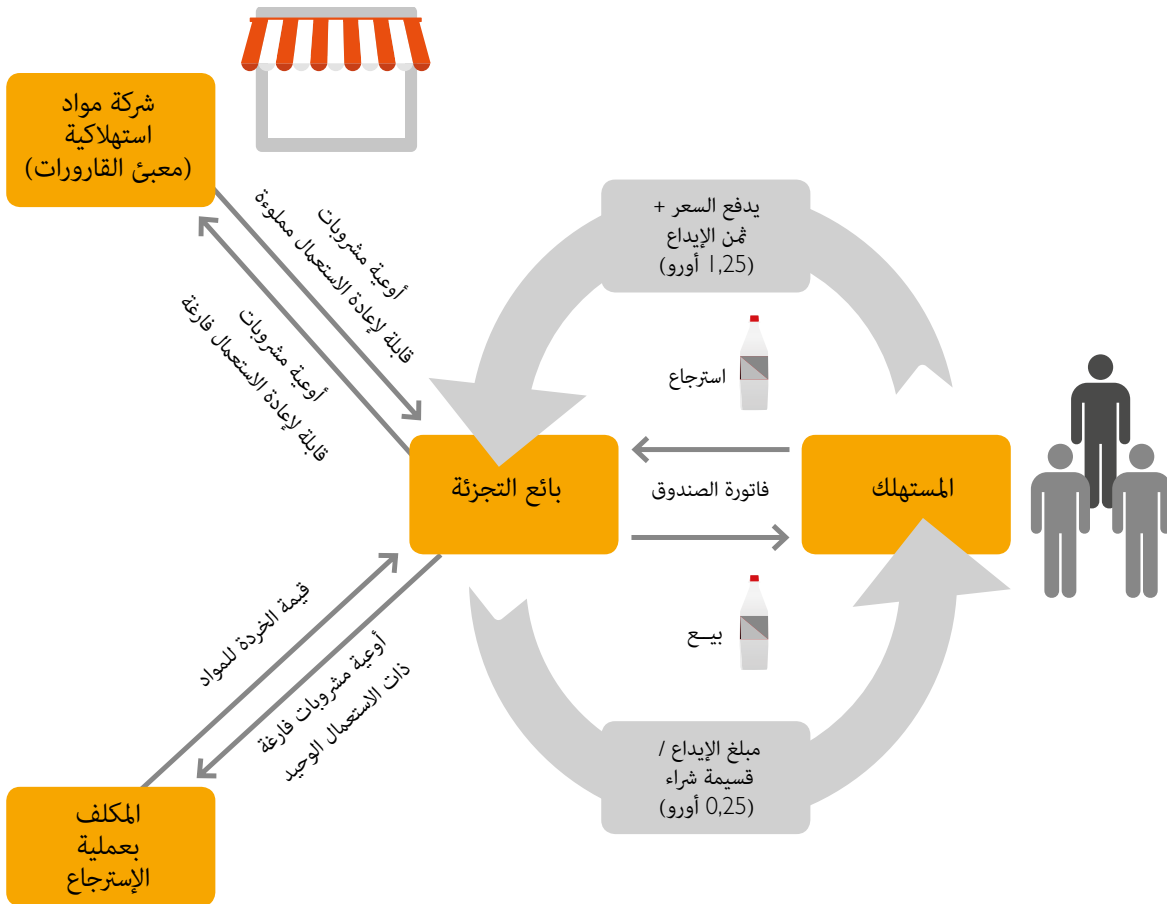 شركة مواد
استهلاكية
(معبئ القارورات)
أوعية مشروبات
قابلة لإعادة الاستعمال مملوءة
أوعية مشروبات
قابلة لإعادة الاستعمال فارغة
يدفع السعر +
ثمن الإيداع
(1,25 أورو)
استرجاع
المستهلك
فاتورة الصندوق
بائع التجزئة
بيــع
قيمة الخردة للمواد
أوعية مشروبات فارغة
ذات الاستعمال الوحيد
مبلغ الإيداع /
قسيمة شراء
(0,25 أورو)
المكلف
بعملية
الإسترجاع